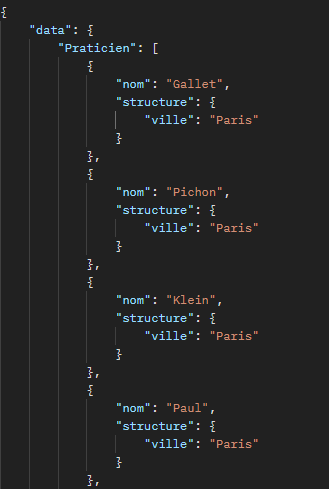 {
    "data": {
        "Praticien": [
            {
                "nom": "Gallet",
                "structure": {
                    "ville": "Paris"
                }
            },
            {
                "nom": "Pichon",
                "structure": {
                    "ville": "Paris"
                }
            },
            {
                "nom": "Klein",
                "structure": {
                    "ville": "Paris"
                }
            },
            {
                "nom": "Paul",
                "structure": {
                    "ville": "Paris"
                }
            },